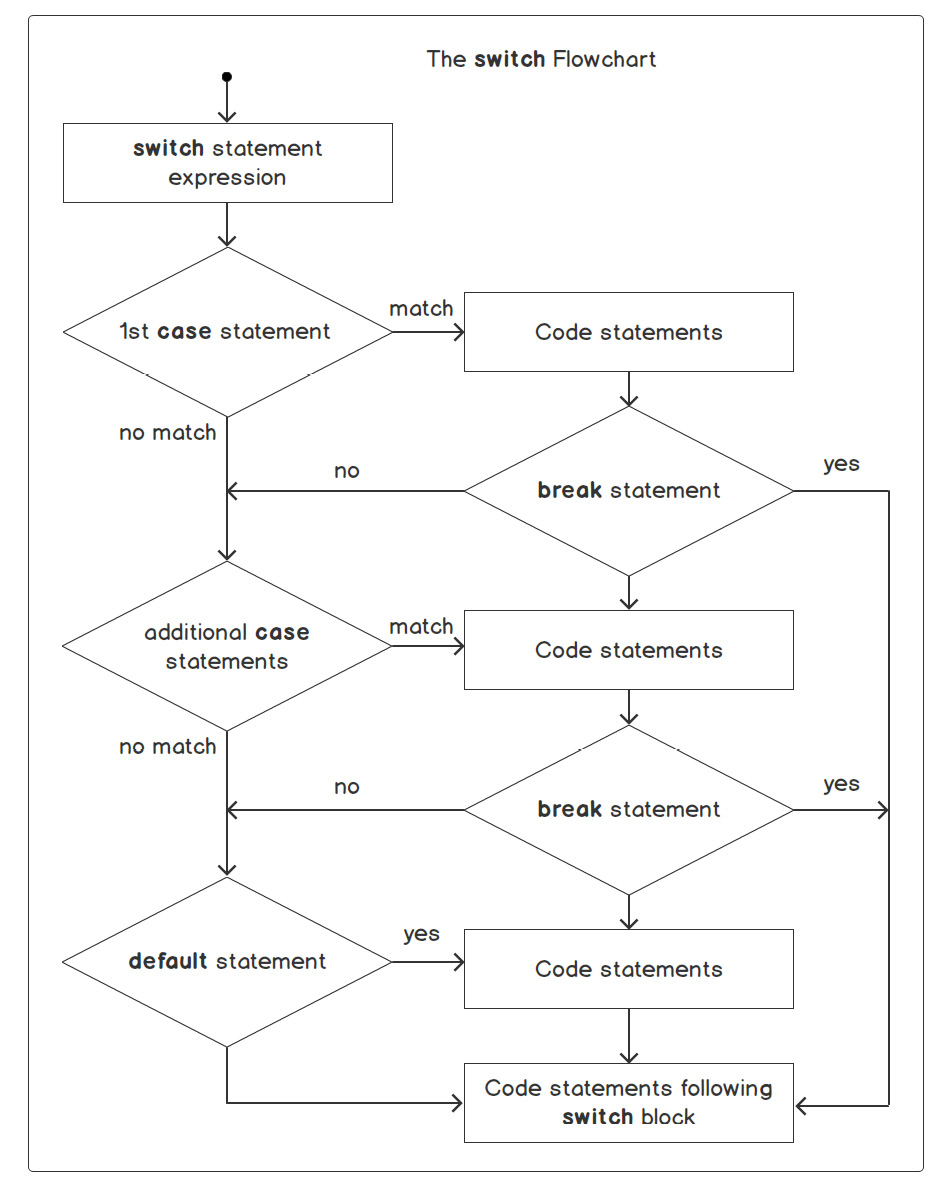 The switch Flowchart
switch statement
expression
1st case statement
match
Code statements
no match
no
break statement
yes
additional case
statements
match
Code statements
no match
no
break statement
yes
default statement
yes
Code statements
Code statements following
switch block